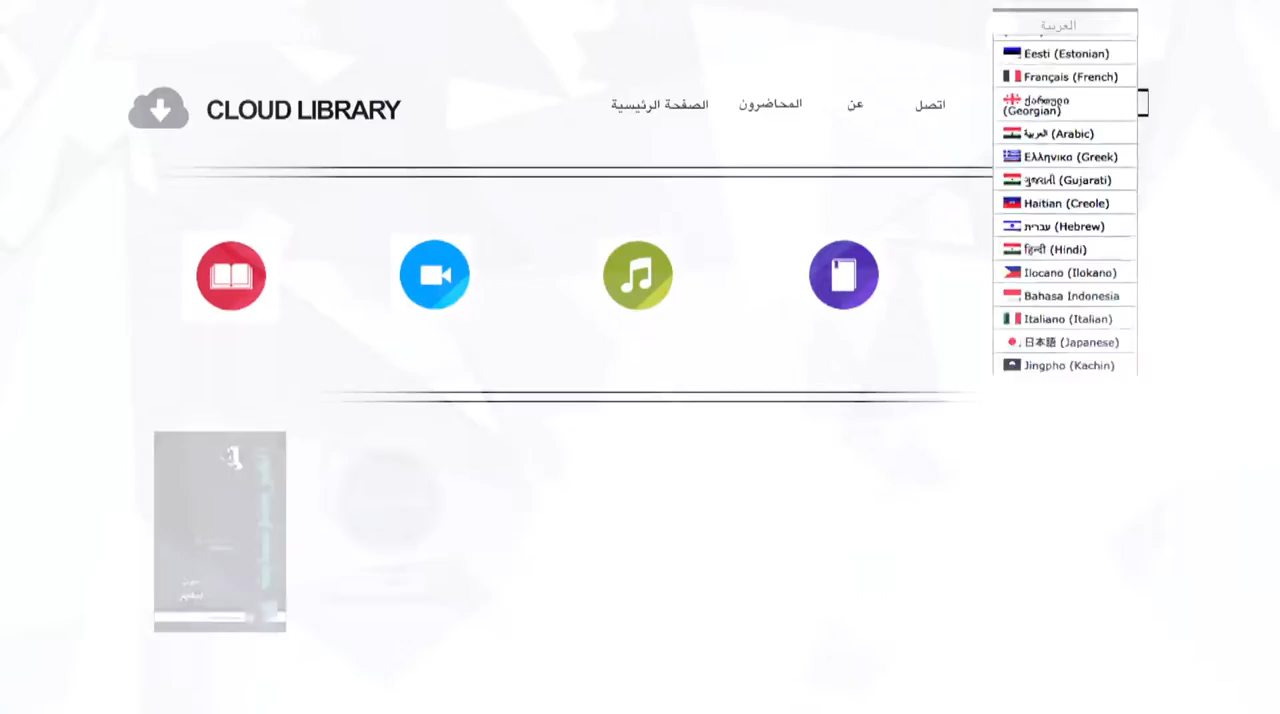 العربية
Eesti (Estonian)
Français (French)
ქართული
(Georgian)
العربية (Arabic)
Ελληνικα (Greek)
ગુજરાતી (Gujarati)
Haitian (Creole)
עברית (Hebrew)
हिन्दी (Hindi)
Ilocano (Ilokano)
Bahasa Indonesia
Italiano (Italian)
日本語 (Japanese)
Jingpho (Kachin)
CLOUD LIBRARY
الصفحة الرئيسية
المحاضرون
عن
اتصل